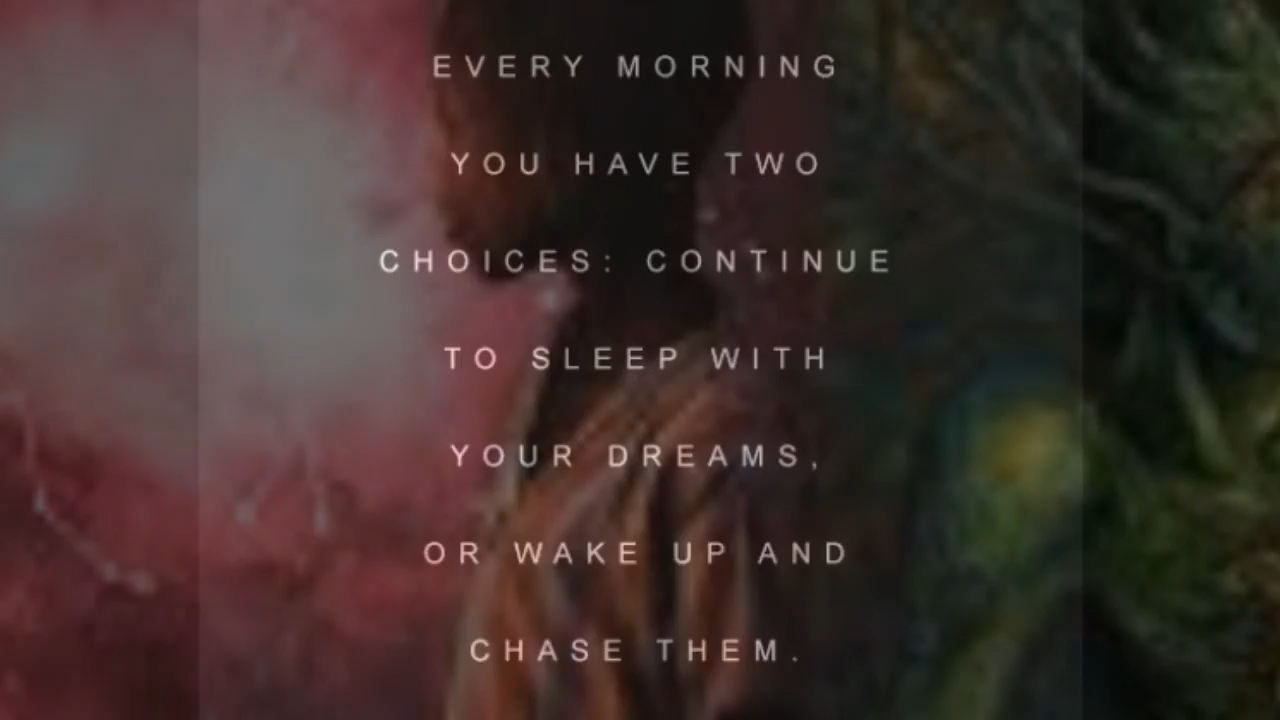 EVERY MORNING
YOU HAVE TWO
CHOICES: CONTINUE
TO SLEEP WITH
YOUR DREAMS,
OR WAKE UP AND
CHASE THEM.